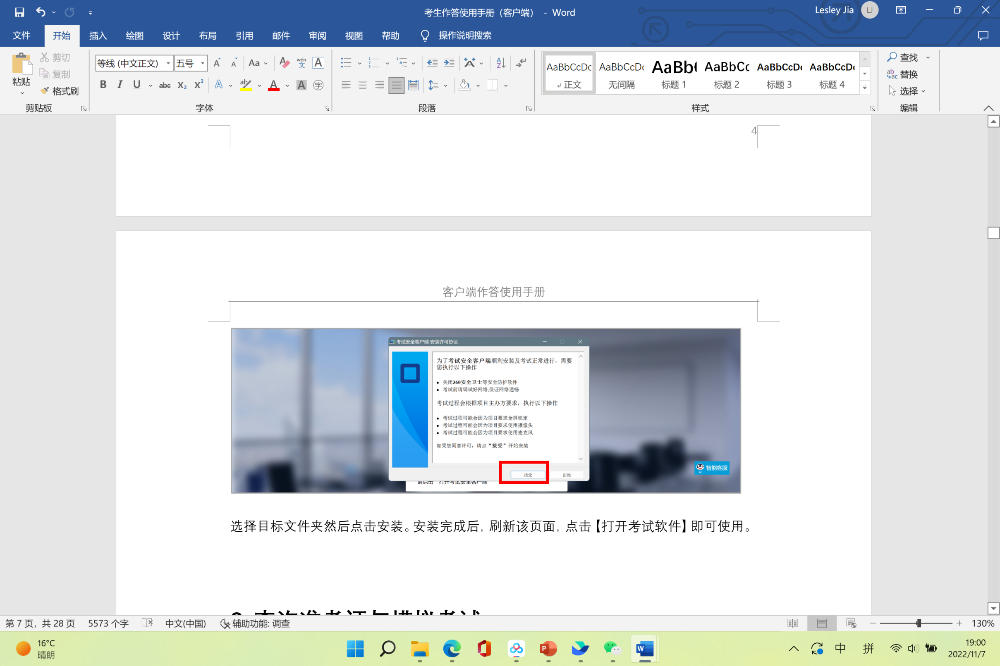 考生作答使用手册（客户端） - Word
Lesley Jia
LJ
文件 开始 插入 绘图 设计 布局 引用 邮件 审阅 视图 帮助 操作说明搜索
粘贴
剪切
复制
格式刷
剪贴板
等线 (中文正文) 五号
字体
段落
AaBbCcDc AaBbCcDc AaBb( AaBbCc AaBbCcD AaBbCcD
正文 无间隔 标题 1 标题 2 标题 3 标题 4
样式
查找
替换
选择
编辑
4
客户端作答使用手册
考试安全客户端 安装许可协议
为了考试安全客户端顺利安装及考试正常进行，需要
您执行以下操作
• 关闭360安全卫士等安全防护软件
• 考试前请调试好网络,保证网络通畅
考试过程会根据项目主办方要求，执行以下操作
• 考试过程可能会因为项目要求全屏锁定
• 考试过程可能会因为项目要求使用摄像头
• 考试过程可能会因为项目要求使用麦克风
如果您同意许可，请点“接受”开始安装
接受 拒绝
智能客服
选择目标文件夹然后点击安装。安装完成后，刷新该页面，点击【打开考试软件】即可使用。
第 7 页，共 28 页 5573 个字 中文(中国) 辅助功能: 调查
130%
16°C
晴朗
中 拼
19:00
2022/11/7